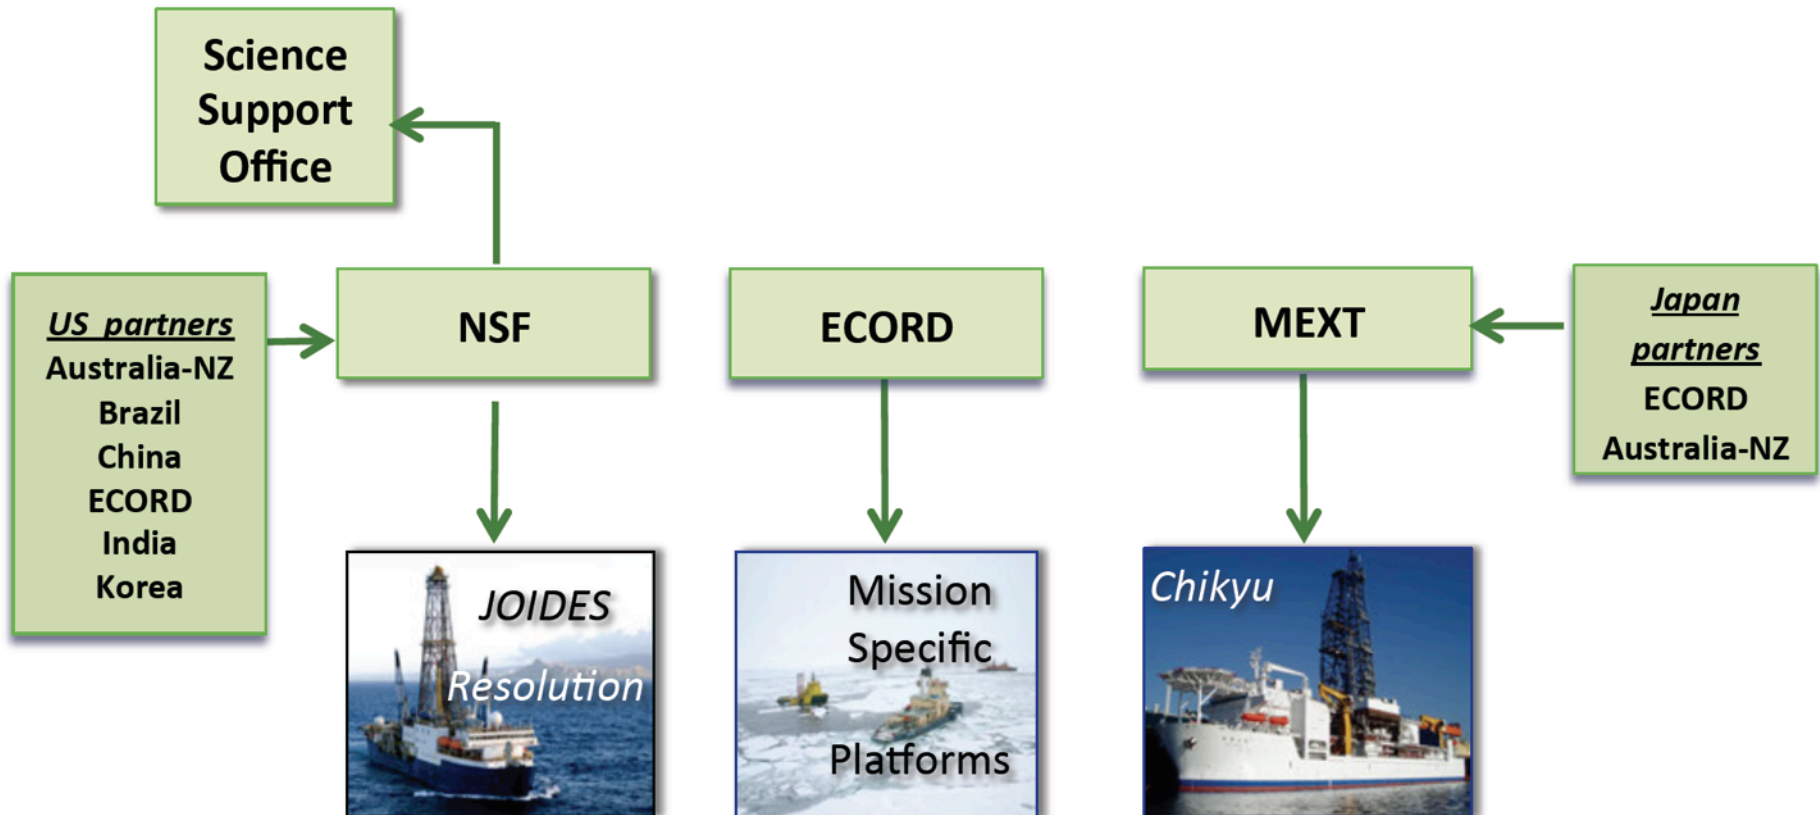 Science
Support
Office
US partners
Australia-NZ
Brazil
China
ECORD
India
Korea
NSF
ECORD
MEXT
Japan
partners
ECORD
Australia-NZ
JOIDES
Resolution
Mission
Specific
Platforms
Chikyu